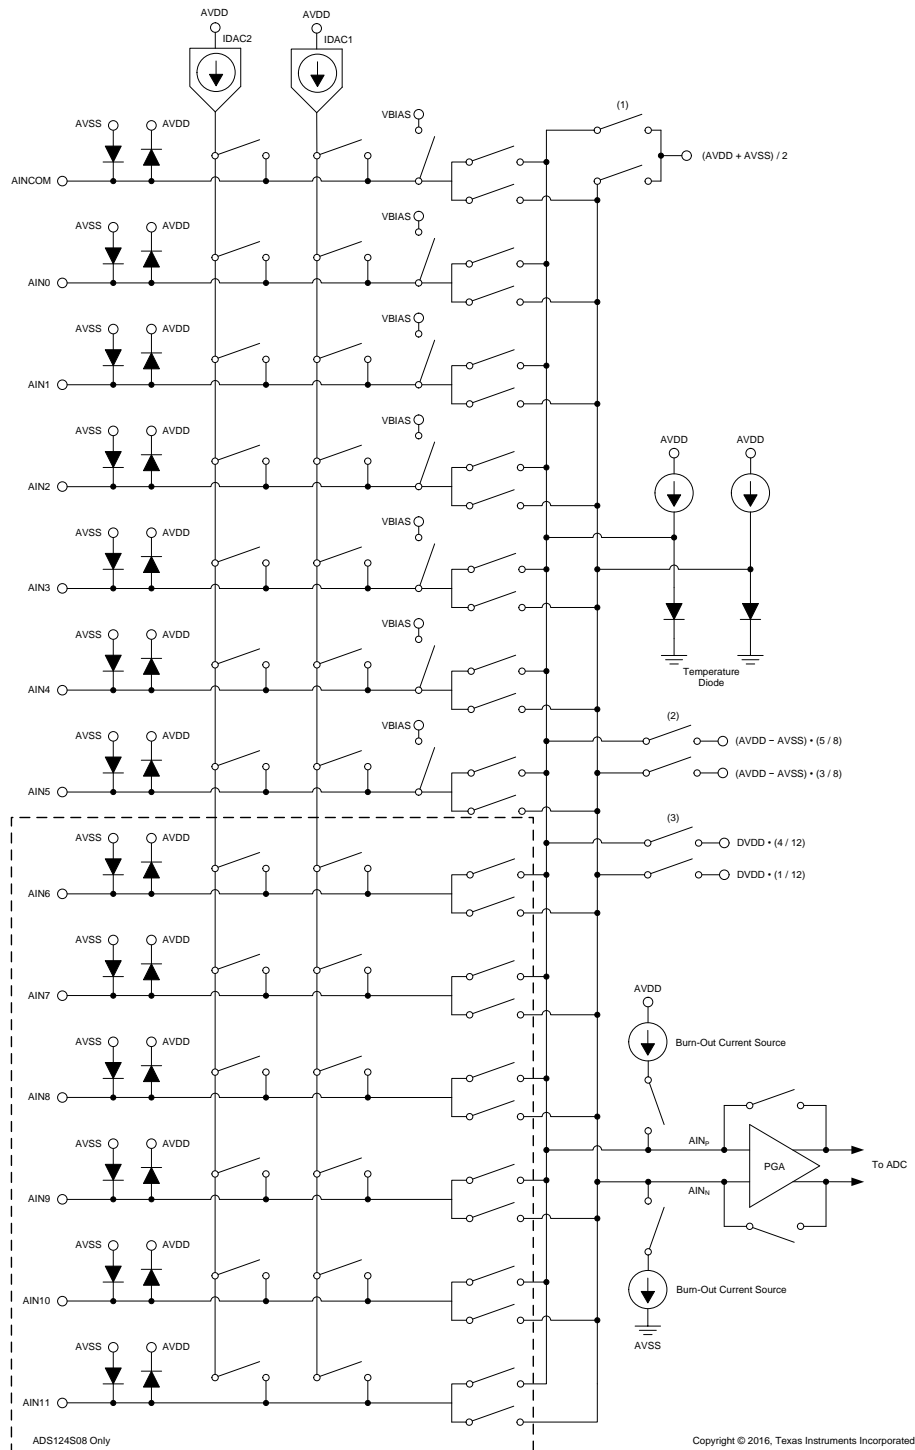 AVDD
AVDD
IDAC2
IDAC1
VBIAS
(1)
AVSS
AVDD
(AVDD + AVSS) / 2
AINCOM
VBIAS
AVSS
AVDD
AIN0
VBIAS
AVSS
AVDD
AIN1
VBIAS
AVSS
AVDD
AVDD
AVDD
AIN2
VBIAS
AVSS
AVDD
AIN3
VBIAS
AVSS
AVDD
Temperature
Diode
AIN4
VBIAS
(2)
AVSS
AVDD
(AVDD − AVSS) • (5 / 8)
(AVDD − AVSS) • (3 / 8)
AIN5
(3)
AVSS
AVDD
DVDD • (4 / 12)
DVDD • (1 / 12)
AIN6
AVSS
AVDD
AIN7
AVDD
AVSS
AVDD
Burn-Out Current Source
AIN8
AVSS
AVDD
AINP
PGA
To ADC
AINN
AIN9
AVSS
AVDD
Burn-Out Current Source
AIN10
AVSS
AVSS
AVDD
AIN11
ADS124S08 Only
Copyright © 2016, Texas Instruments Incorporated